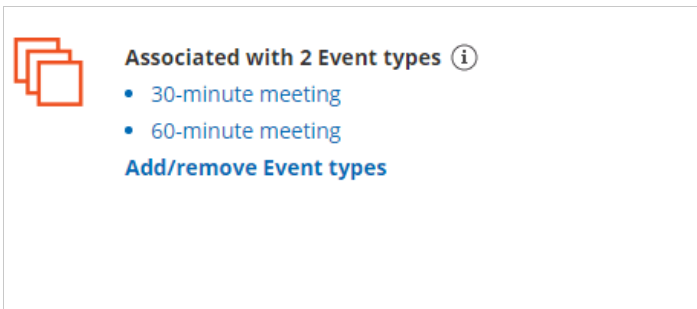 Associated with 2 Event types
30-minute meeting
60-minute meeting
Add/remove Event types